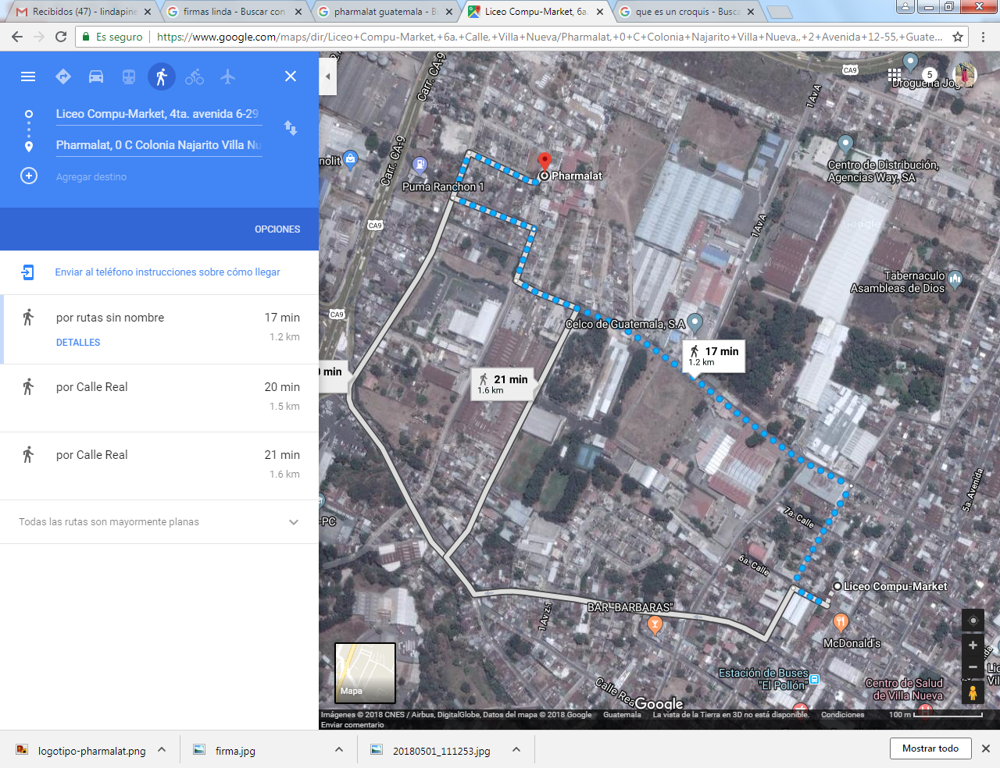 Recibidos (47) - lindapine
firmas linda - Buscar con
pharmalat guatemala - B
Liceo Compu-Market, 6a.
que es un croquis - Busca
Es seguro
https://www.google.com/maps/dir/Liceo+Compu-Market,+6a.+Calle,+Villa+Nueva/Pharmalat,+0+C+Colonia+Najarito+Villa+Nueva,,+2+Avenida+12-55,+Guate...
Liceo Compu-Market, 4ta. avenida 6-29
Pharmalat, 0 C Colonia Najarito Villa Nu
Agregar destino
OPCIONES
Enviar al teléfono instrucciones sobre cómo llegar
por rutas sin nombre
17 min
DETALLES
1.2 km
por Calle Real
20 min
1.5 km
por Calle Real
21 min
1.6 km
Todas las rutas son mayormente planas
Carr. CA-9
CA9
1 Av A
5
Droguería Jog
nolit
Carr. CA-9
Puma Ranchon 1
Pharmalat
Centro de Distribución,
Agencias Way, SA
CA9
1 Av A
Google
Tabernaculo
Asambleas de Dios
CA9
Celco de Guatemala, S.A
17 min
1.2 km
0 min
21 min
1.6 km
5a. Avenida
-PC
7a. Calle
6a. Calle
Liceo Compu-Market
BAR "BARBARAS"
1 Av z.1
McDonald's
Estación de Buses
"El Pollón"
Centro de Salud
de Villa Nueva
Lic
Vil
Calle Rea
Google
Mapa
Imágenes © 2018 CNES / Airbus, DigitalGlobe, Datos del mapa © 2018 Google
Guatemala
La vista de la Tierra en 3D no está disponible.
Condiciones
100 m
Enviar comentario
logotipo-pharmalat.png
firma.jpg
20180501_111253.jpg
Mostrar todo